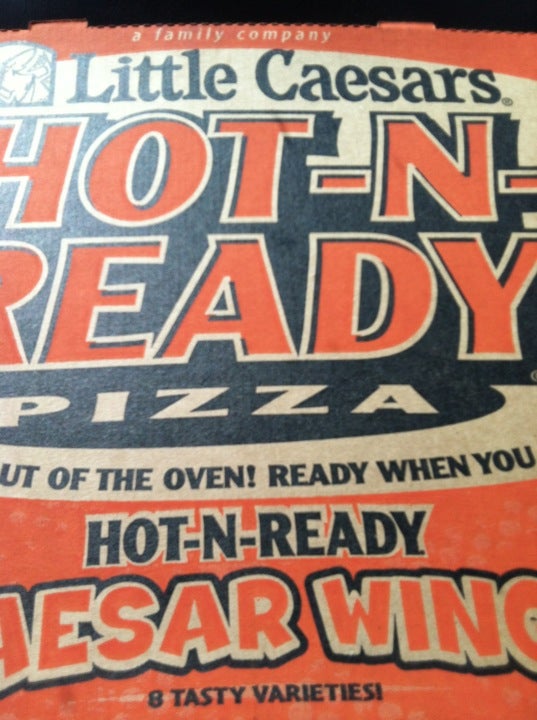 a family company
Little Caesars®
HOT-N-
READY
PIZZA
UT OF THE OVEN! READY WHEN YOU
HOT-N-READY
AESAR WING
8 TASTY VARIETIES!